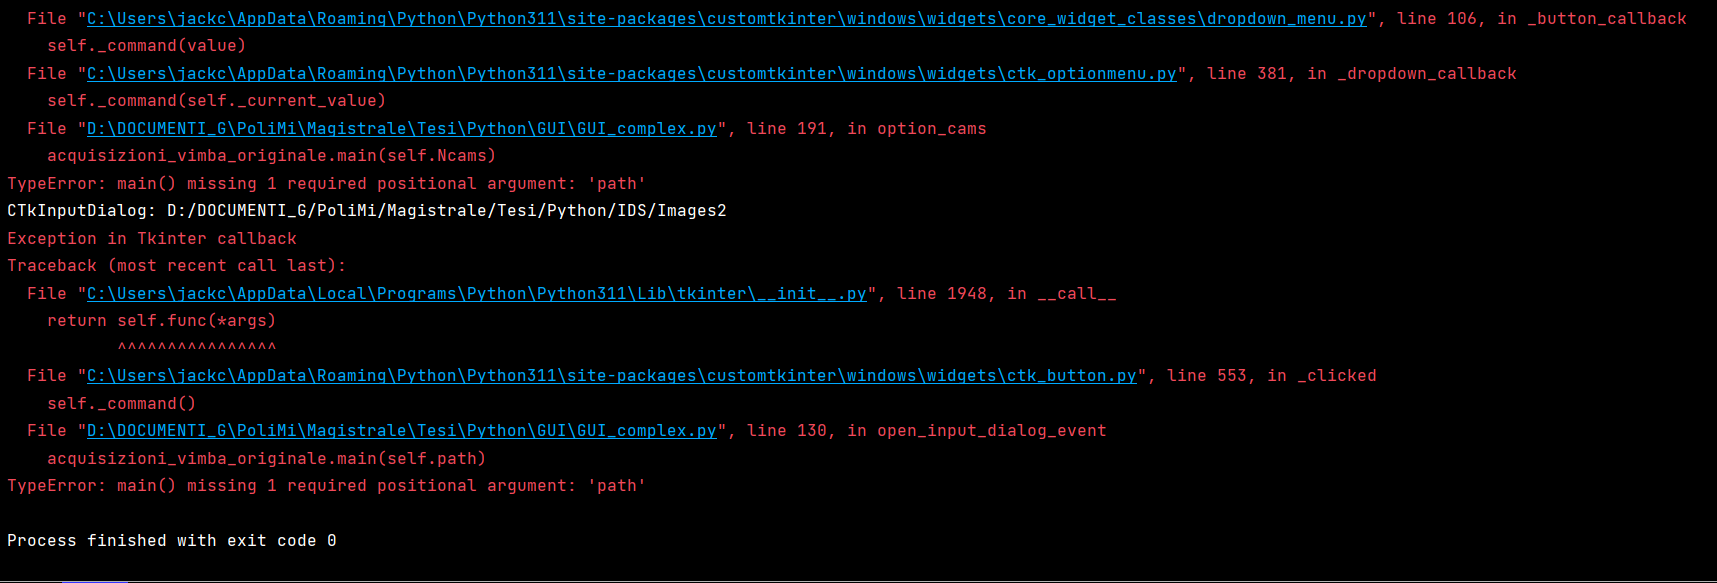 File "C:\Users\jackc\AppData\Roaming\Python\Python311\site-packages\customtkinter\windows\widgets\core_widget_classes\dropdown_menu.py", line 106, in _button_callback
self._command(value)
File "C:\Users\jackc\AppData\Roaming\Python\Python311\site-packages\customtkinter\windows\widgets\ctk_optionmenu.py", line 381, in _dropdown_callback
self._command(self._current_value)
File "D:\DOCUMENTI_G\PoliMi\Magistrale\Tesi\Python\GUI\GUI_complex.py", line 191, in option_cams
acquisizioni_vimba_originale.main(self.Ncams)
TypeError: main() missing 1 required positional argument: 'path'
CTkInputDialog: D:/DOCUMENTI_G/PoliMi/Magistrale/Tesi/Python/IDS/Images2
Exception in Tkinter callback
Traceback (most recent call last):
File "C:\Users\jackc\AppData\Local\Programs\Python\Python311\Lib\tkinter\__init__.py", line 1948, in __call__
return self.func(*args)
^^^^^^^^^^^^^^^^
File "C:\Users\jackc\AppData\Roaming\Python\Python311\site-packages\customtkinter\windows\widgets\ctk_button.py", line 553, in _clicked
self._command()
File "D:\DOCUMENTI_G\PoliMi\Magistrale\Tesi\Python\GUI\GUI_complex.py", line 130, in open_input_dialog_event
acquisizioni_vimba_originale.main(self.path)
TypeError: main() missing 1 required positional argument: 'path'
Process finished with exit code 0